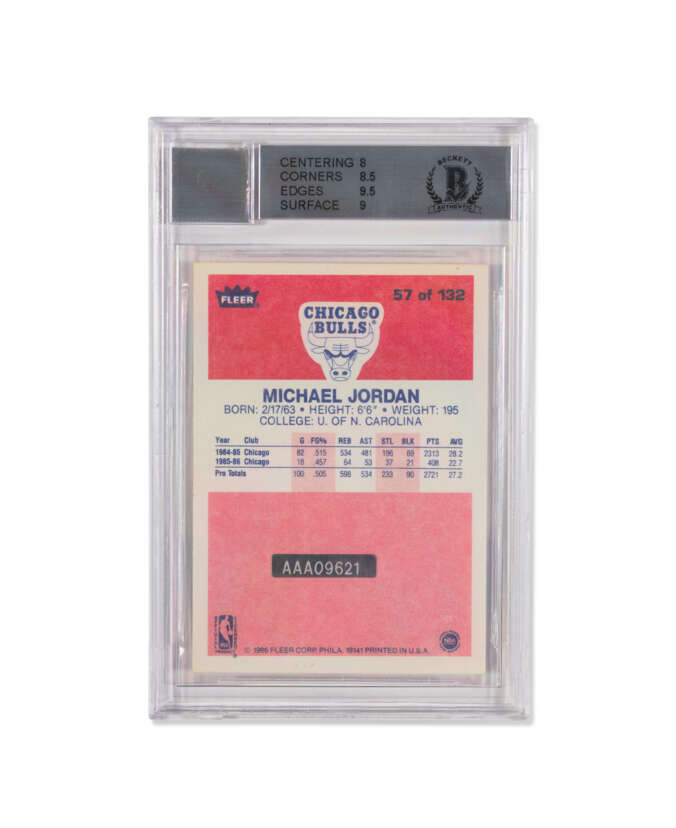 CENTERING 8
CORNERS 8.5
EDGES 9.5
SURFACE 9
BECKETT
B
AUTHENTIC
FLEER
57 of 132
CHICAGO
BULLS
MICHAEL JORDAN
BORN: 2/17/63 • HEIGHT: 6'6" • WEIGHT: 195
COLLEGE: U. OF N. CAROLINA
Year Club G FG% REB AST STL BLK PTS AVG
1984-85 Chicago 82 .515 534 481 196 69 2313 28.2
1985-86 Chicago 18 .457 64 53 37 21 408 22.7
Pro Totals 100 .505 598 534 233 90 2721 27.2
AAA09621
© 1986 FLEER CORP. PHILA. 19141 PRINTED IN U.S.A.